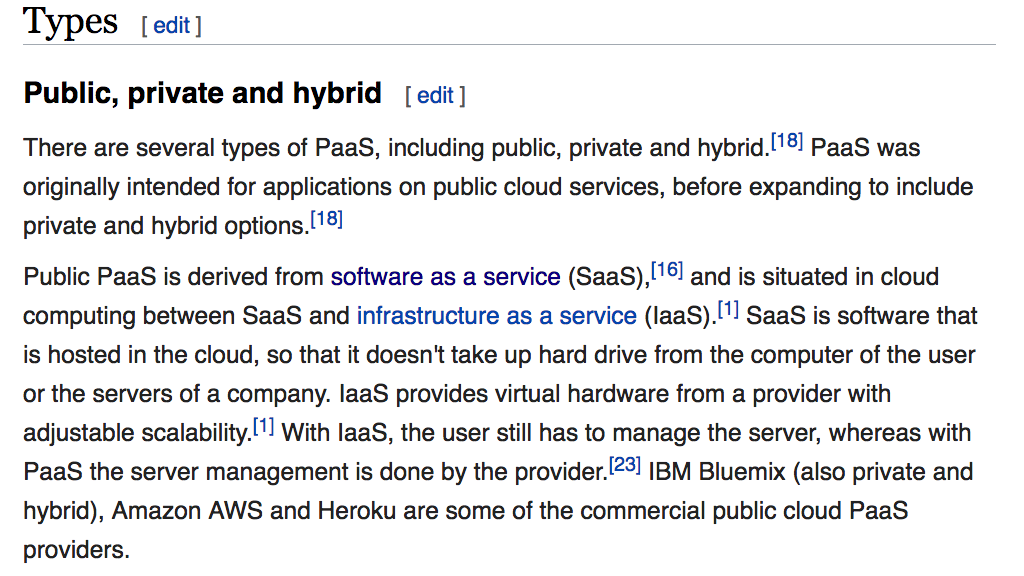 Types [ edit ]
Public, private and hybrid [ edit ]
There are several types of PaaS, including public, private and hybrid.[18] PaaS was
originally intended for applications on public cloud services, before expanding to include
private and hybrid options.[18]
Public PaaS is derived from software as a service (SaaS),[16] and is situated in cloud
computing between SaaS and infrastructure as a service (IaaS).[1] SaaS is software that
is hosted in the cloud, so that it doesn't take up hard drive from the computer of the user
or the servers of a company. IaaS provides virtual hardware from a provider with
adjustable scalability.[1] With IaaS, the user still has to manage the server, whereas with
PaaS the server management is done by the provider.[23] IBM Bluemix (also private and
hybrid), Amazon AWS and Heroku are some of the commercial public cloud PaaS
providers.